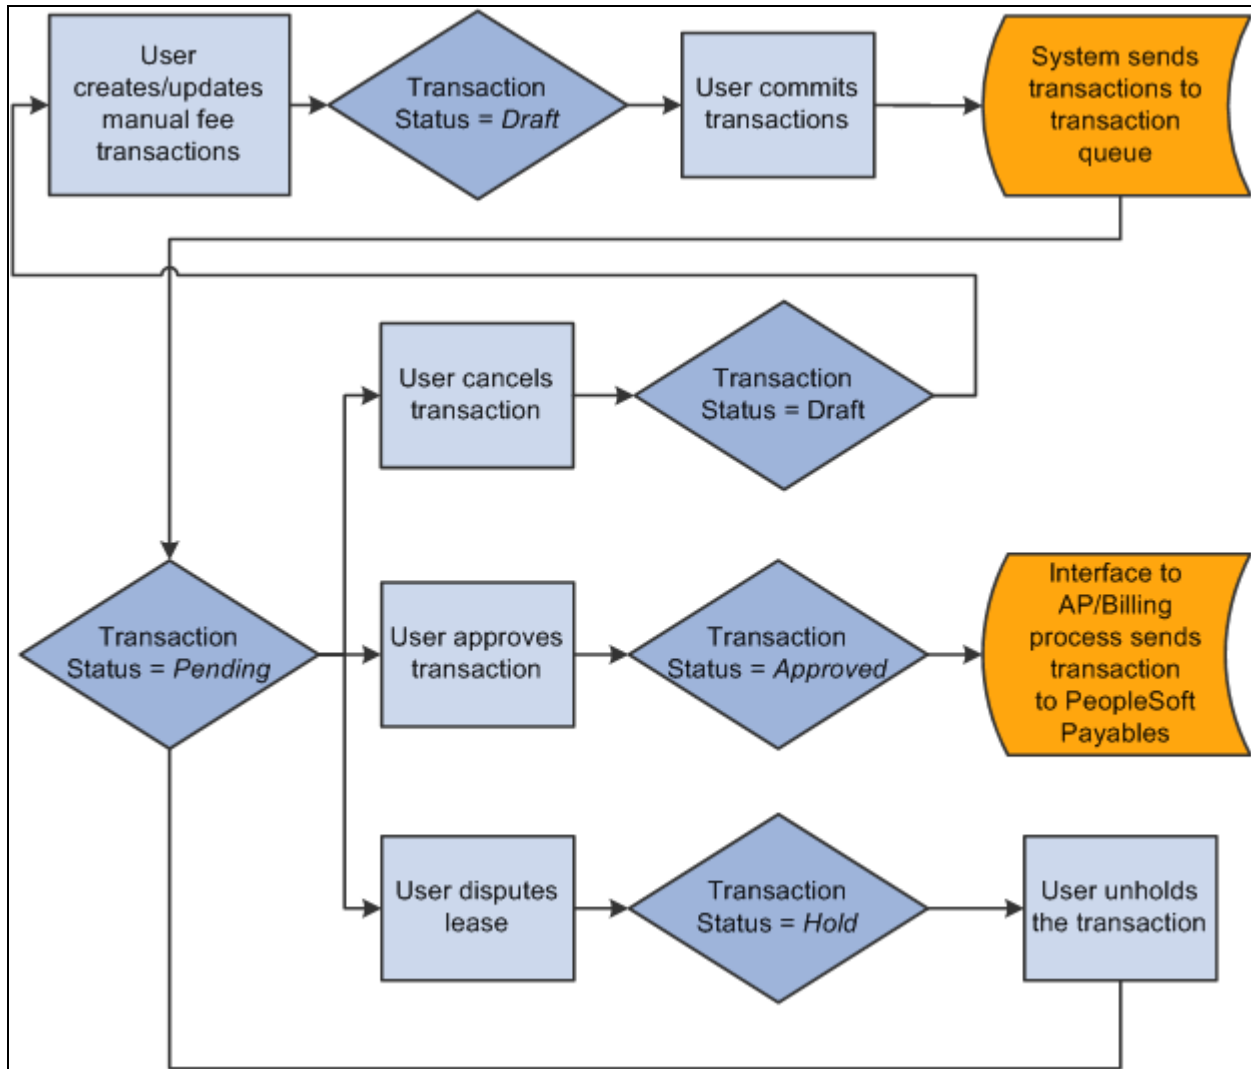 User
creates/updates
manual fee
transactions
Transaction
Status = Draft
User commits
transactions
System sends
transactions to
transaction
queue
User cancels
transaction
Transaction
Status = Draft
Transaction
Status = Pending
User approves
transaction
Transaction
Status = Approved
Interface to
AP/Billing
process sends
transaction
to PeopleSoft
Payables
User disputes
lease
Transaction
Status = Hold
User unholds
the transaction